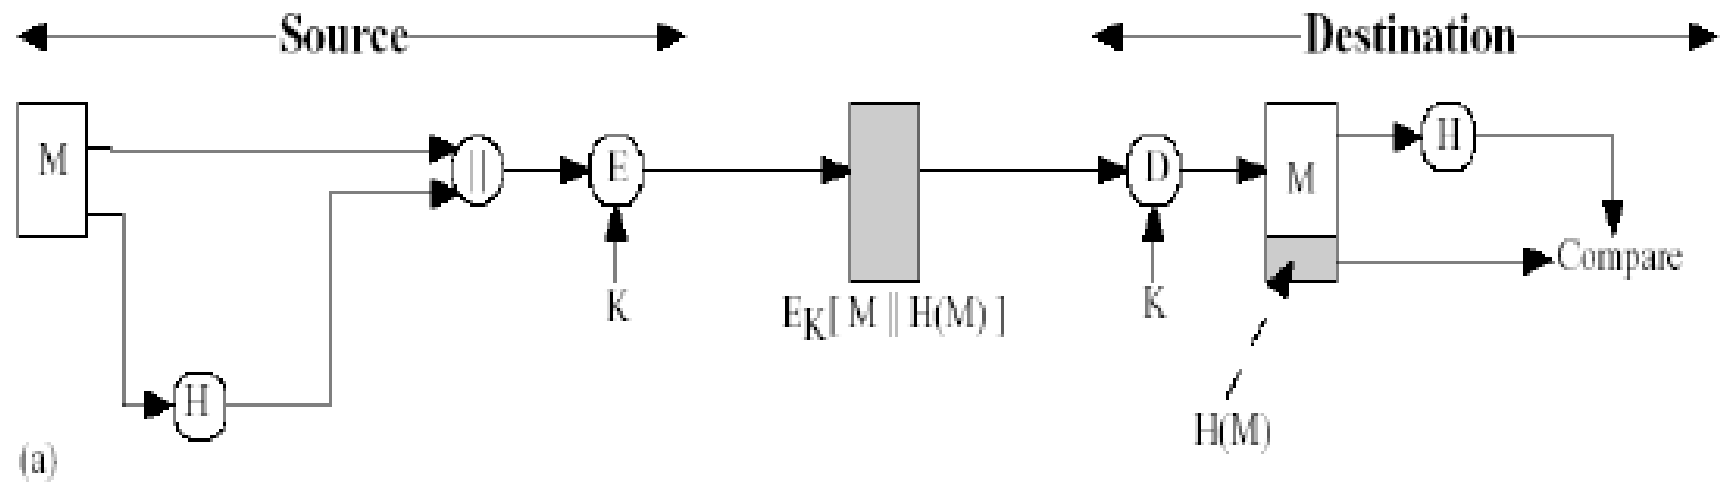 Source Destination
M || E D M H
Compare
K K
E_K[ M || H(M) ]
H
H(M)
(a)